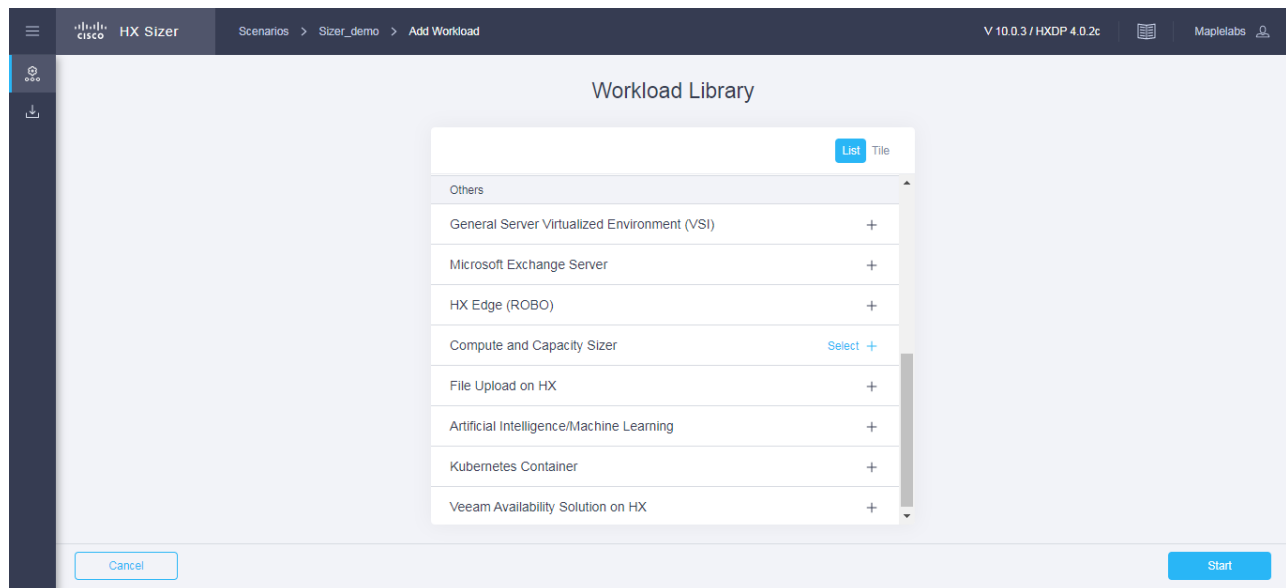 cisco HX Sizer Scenarios > Sizer_demo > Add Workload V 10.0.3 / HXDP 4.0.2c Maplelabs
Workload Library
List Tile
Others
General Server Virtualized Environment (VSI) +
Microsoft Exchange Server +
HX Edge (ROBO) +
Compute and Capacity Sizer Select +
File Upload on HX +
Artificial Intelligence/Machine Learning +
Kubernetes Container +
Veeam Availability Solution on HX +
Cancel Start